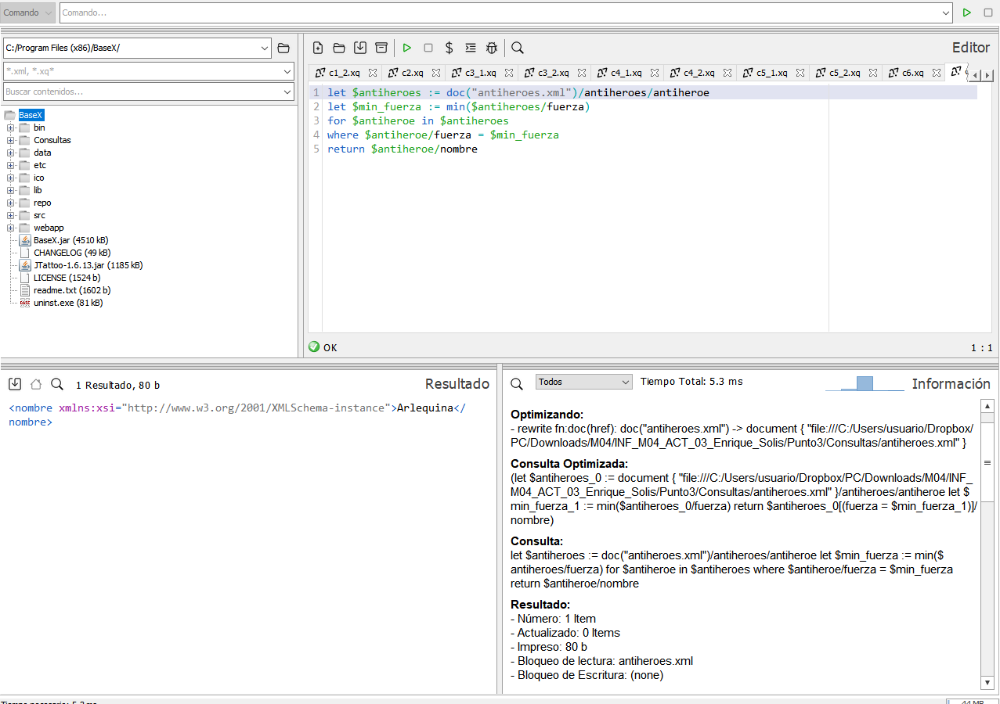 Comando
Comando...
C:/Program Files (x86)/BaseX/
*.xml, *.xq*
Buscar contenidos...
BaseX
bin
Consultas
data
etc
ico
lib
repo
src
webapp
BaseX.jar (4510 kB)
CHANGELOG (49 kB)
JTattoo-1.6.13.jar (1185 kB)
LICENSE (1524 b)
readme.txt (1602 b)
uninst.exe (81 kB)
Editor
c1_2.xq c2.xq c3_1.xq c3_2.xq c4_1.xq c4_2.xq c5_1.xq c5_2.xq c6.xq
1 let $antiheroes := doc("antiheroes.xml")/antiheroes/antiheroe
2 let $min_fuerza := min($antiheroes/fuerza)
3 for $antiheroe in $antiheroes
4 where $antiheroe/fuerza = $min_fuerza
5 return $antiheroe/nombre
OK
1 : 1
1 Resultado, 80 b
Resultado
<nombre xmlns:xsi="http://www.w3.org/2001/XMLSchema-instance">Arlequina</
nombre>
Todos
Tiempo Total: 5.3 ms
Información
Optimizando:
- rewrite fn:doc(href): doc("antiheroes.xml") -> document { "file:///C:/Users/usuario/Dropbox/
PC/Downloads/M04/INF_M04_ACT_03_Enrique_Solis/Punto3/Consultas/antiheroes.xml" }
Consulta Optimizada:
(let $antiheroes_0 := document { "file:///C:/Users/usuario/Dropbox/PC/Downloads/M04/INF_
M04_ACT_03_Enrique_Solis/Punto3/Consultas/antiheroes.xml" }/antiheroes/antiheroe let $
min_fuerza_1 := min($antiheroes_0/fuerza) return $antiheroes_0[(fuerza = $min_fuerza_1)]/
nombre)
Consulta:
let $antiheroes := doc("antiheroes.xml")/antiheroes/antiheroe let $min_fuerza := min($
antiheroes/fuerza) for $antiheroe in $antiheroes where $antiheroe/fuerza = $min_fuerza
return $antiheroe/nombre
Resultado:
- Número: 1 Item
- Actualizado: 0 Items
- Impreso: 80 b
- Bloqueo de lectura: antiheroes.xml
- Bloqueo de Escritura: (none)
44 MB